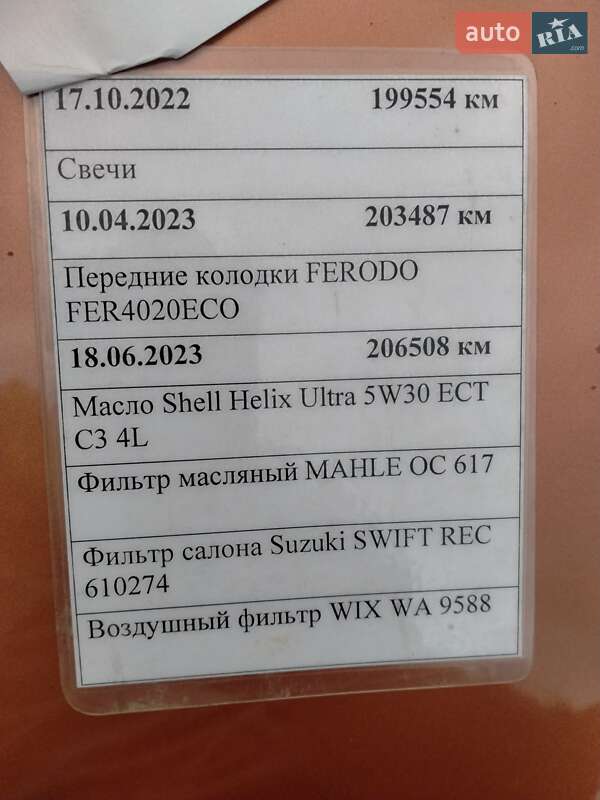 auto RIA.com
17.10.2022 199554 км
Свечи
10.04.2023 203487 км
Передние колодки FERODO
FER4020ECO
18.06.2023 206508 км
Масло Shell Helix Ultra 5W30 ECT
C3 4L
Фильтр масляный MAHLE OC 617
Фильтр салона Suzuki SWIFT REC
610274
Воздушный фильтр WIX WA 9588